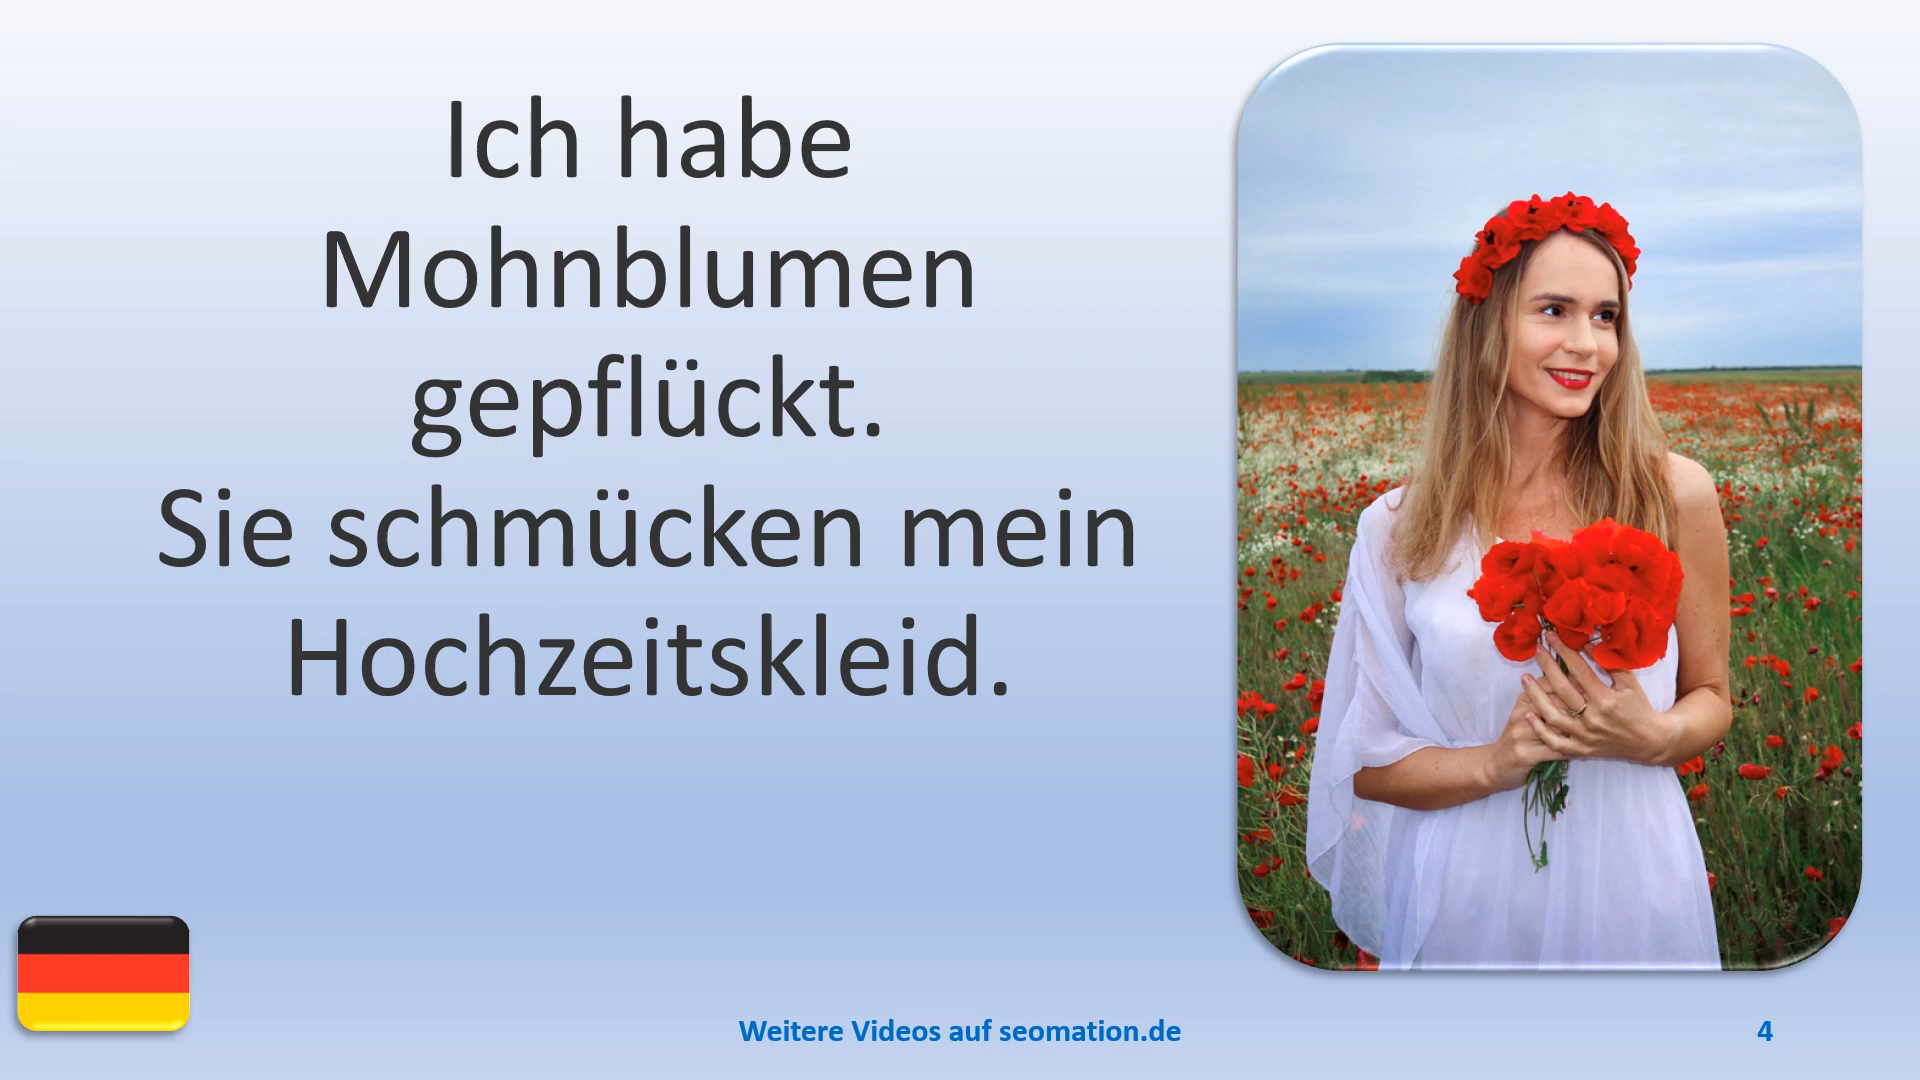 Ich habe
Mohnblumen
gepflückt.
Sie schmücken mein
Hochzeitskleid.
Weitere Videos auf seomation.de
4